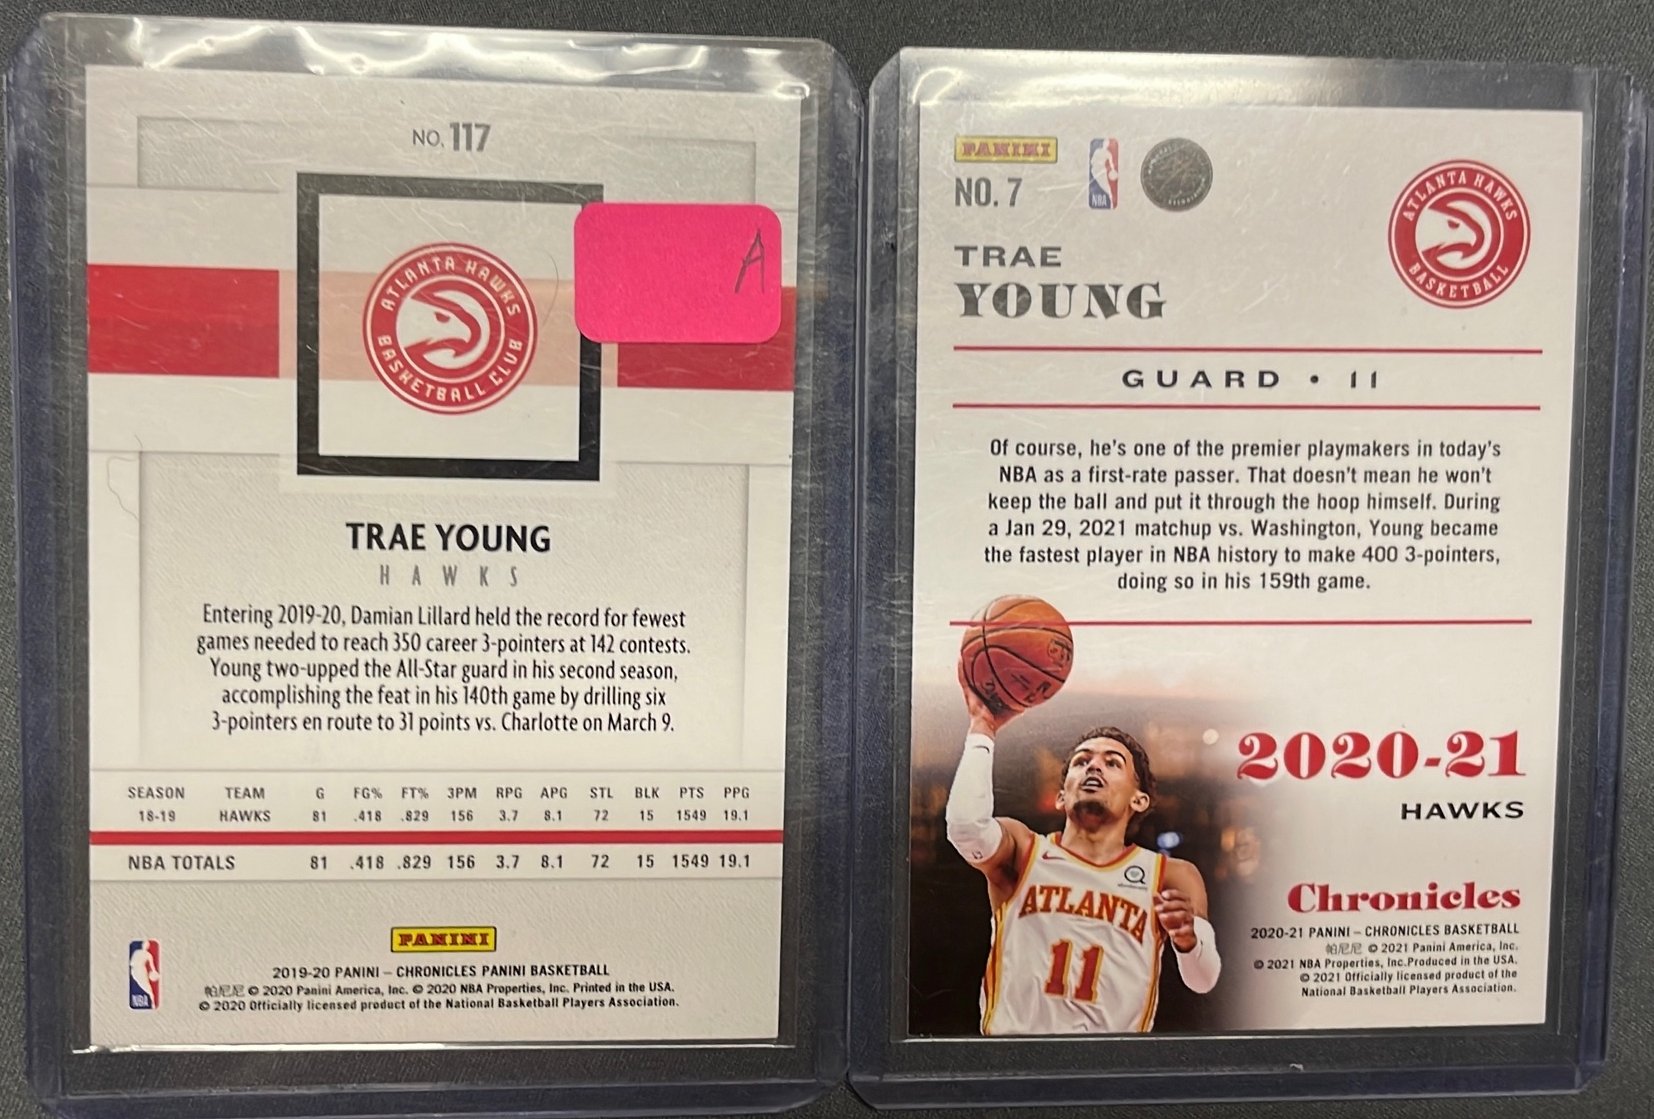 NO. 117
ATLANTA HAWKS
BASKETBALL CLUB
A
TRAE YOUNG
HAWKS
Entering 2019-20, Damian Lillard held the record for fewest
games needed to reach 350 career 3-pointers at 142 contests.
Young two-upped the All-Star guard in his second season,
accomplishing the feat in his 140th game by drilling six
3-pointers en route to 31 points vs. Charlotte on March 9.
SEASON TEAM G FG% FT% 3PM RPG APG STL BLK PTS PPG
18-19 HAWKS 81 .418 .829 156 3.7 8.1 72 15 1549 19.1
NBA TOTALS 81 .418 .829 156 3.7 8.1 72 15 1549 19.1
PANINI
NBA
2019-20 PANINI – CHRONICLES PANINI BASKETBALL
帕尼尼 © 2020 Panini America, Inc. © 2020 NBA Properties, Inc. Printed in the USA.
© 2020 Officially licensed product of the National Basketball Players Association.
PANINI
NBA
NO. 7
ATLANTA HAWKS
BASKETBALL
TRAE
YOUNG
GUARD • 11
Of course, he's one of the premier playmakers in today's
NBA as a first-rate passer. That doesn't mean he won't
keep the ball and put it through the hoop himself. During
a Jan 29, 2021 matchup vs. Washington, Young became
the fastest player in NBA history to make 400 3-pointers,
doing so in his 159th game.
2020-21
HAWKS
ATLANTA
11
Chronicles
2020-21 PANINI – CHRONICLES BASKETBALL
帕尼尼 © 2021 Panini America, Inc.
© 2021 NBA Properties, Inc. Produced in the USA.
© 2021 Officially licensed product of the
National Basketball Players Association.